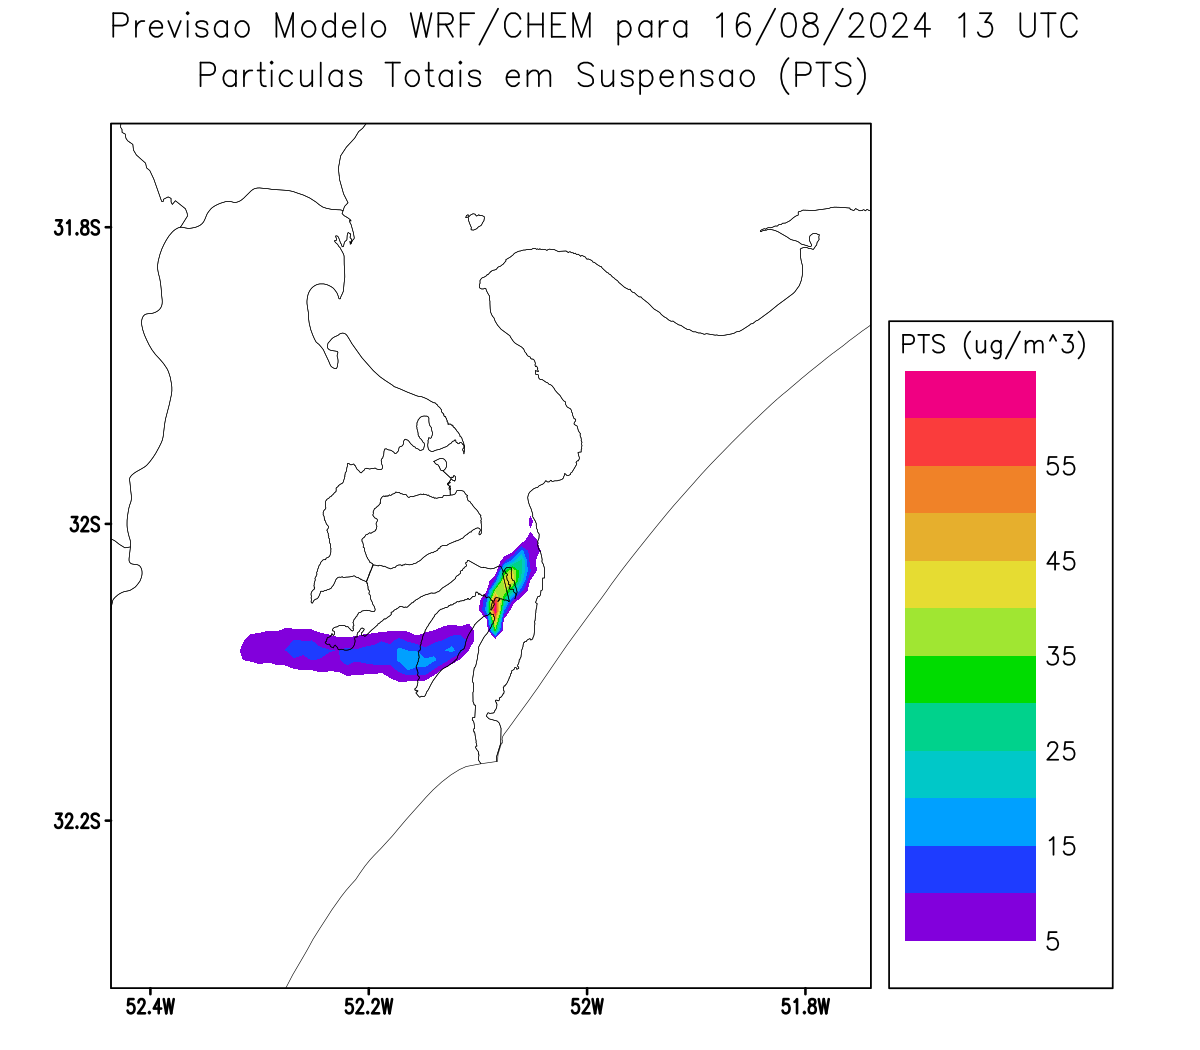 Previsao Modelo WRF/CHEM para 16/08/2024 13 UTC
Particulas Totais em Suspensao (PTS)
31.8S
32S
32.2S
52.4W
52.2W
52W
51.8W
PTS (ug/m^3)
55
45
35
25
15
5